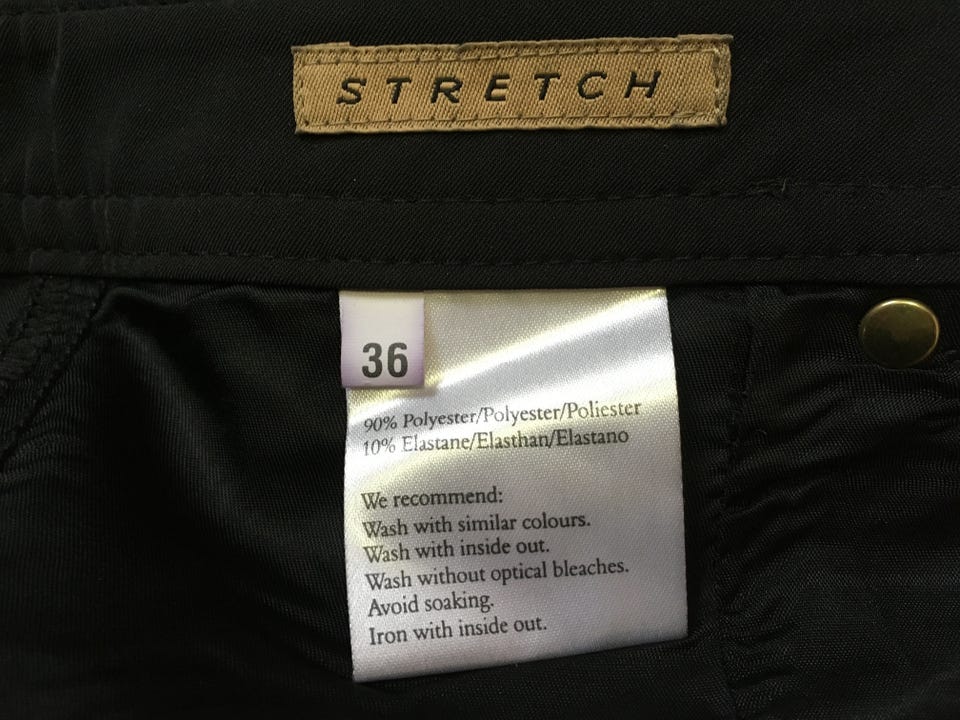 STRETCH
36
90% Polyester/Polyester/Poliester
10% Elastane/Elasthan/Elastano
We recommend:
Wash with similar colours.
Wash with inside out.
Wash without optical bleaches.
Avoid soaking.
Iron with inside out.